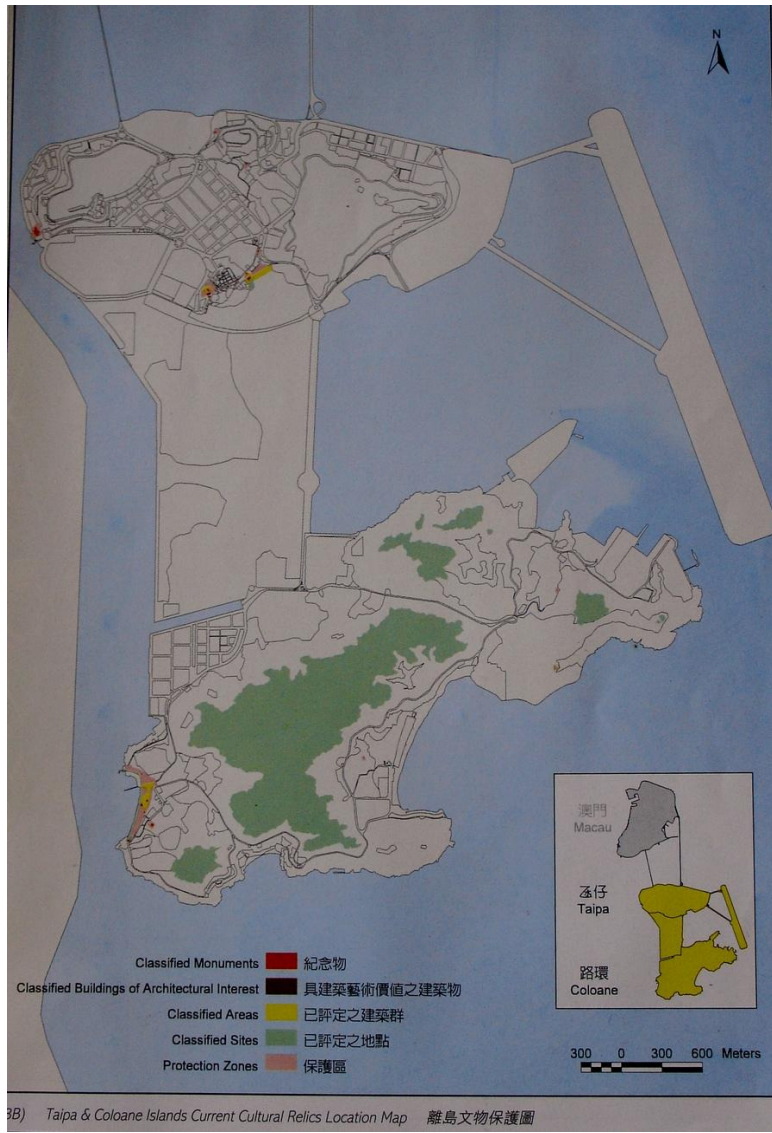 N
澳門
Macau
氹仔
Taipa
路環
Coloane
Classified Monuments 紀念物
Classified Buildings of Architectural Interest 具建築藝術價值之建築物
Classified Areas 已評定之建築群
Classified Sites 已評定之地點
Protection Zones 保護區
300 0 300 600 Meters
3B) Taipa & Coloane Islands Current Cultural Relics Location Map 離島文物保護圖